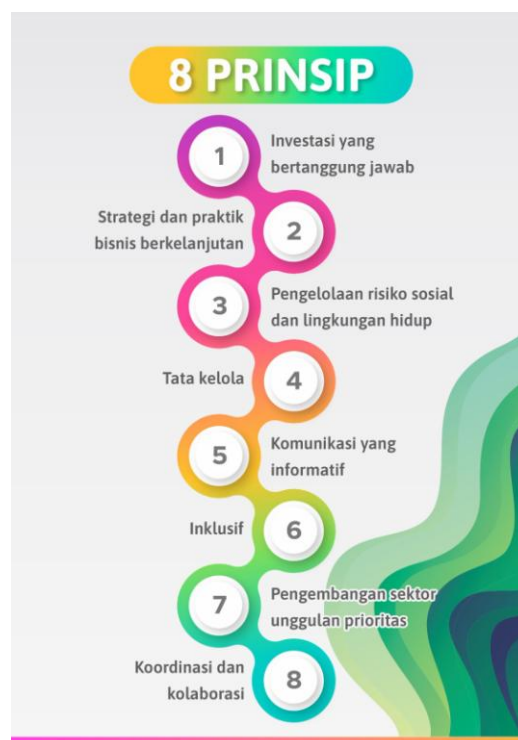 8 PRINSIP
1
Investasi yang
bertanggung jawab
Strategi dan praktik
bisnis berkelanjutan
2
3
Pengelolaan risiko sosial
dan lingkungan hidup
Tata kelola
4
5
Komunikasi yang
informatif
Inklusif
6
7
Pengembangan sektor
unggulan prioritas
Koordinasi dan
kolaborasi
8